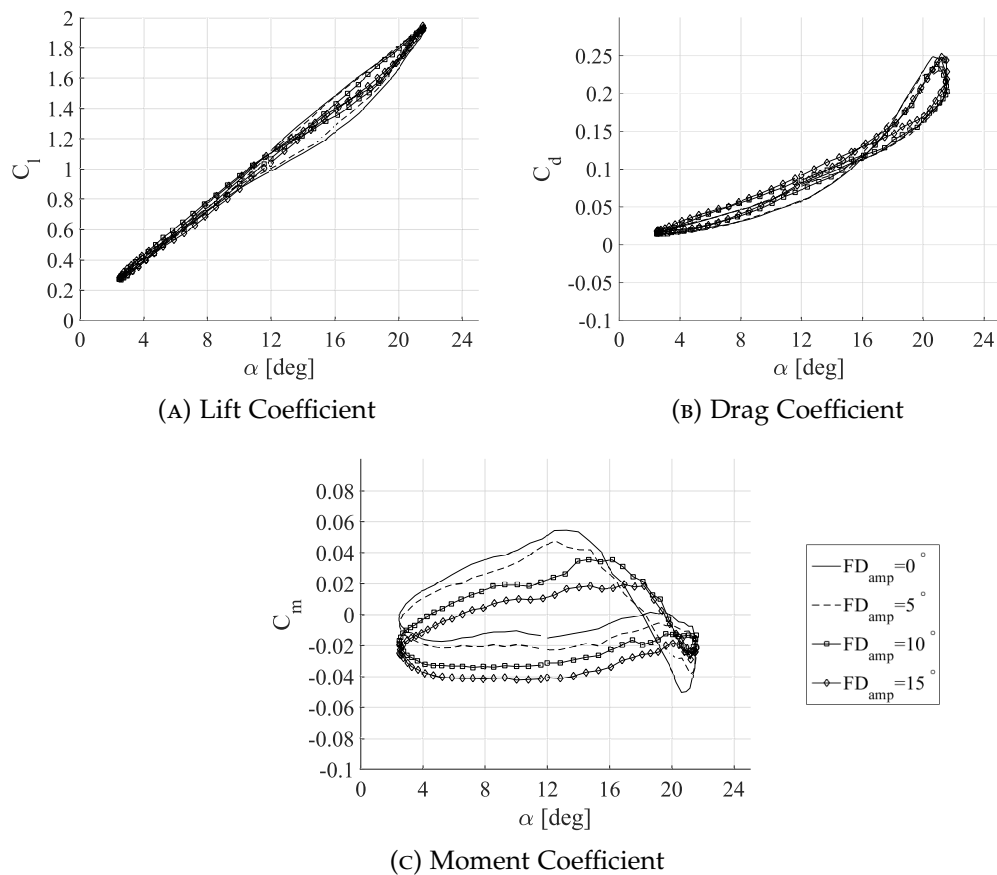 2
1.8
1.6
1.4
1.2
1
0.8
0.6
0.4
0.2
0
C_l
0 4 8 12 16 20 24
α [deg]
(A) Lift Coefficient
0.25
0.2
0.15
0.1
0.05
0
-0.05
-0.1
C_d
0 4 8 12 16 20 24
α [deg]
(B) Drag Coefficient
0.08
0.06
0.04
0.02
0
-0.02
-0.04
-0.06
-0.08
-0.1
C_m
0 4 8 12 16 20 24
α [deg]
(C) Moment Coefficient
FD_amp=0°
FD_amp=5°
FD_amp=10°
FD_amp=15°